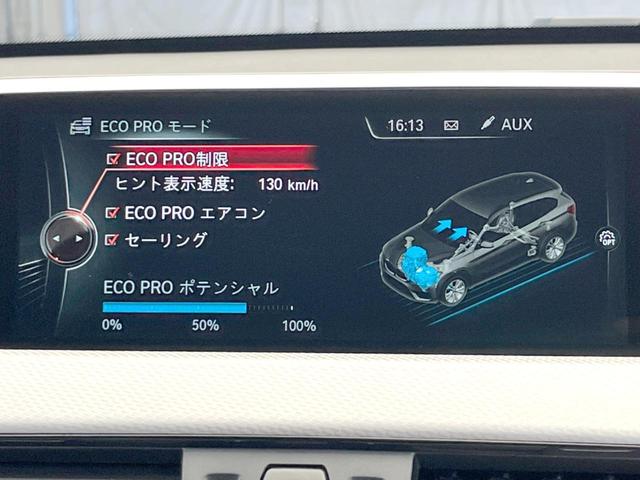 ECO PRO モード
16:13 AUX
ECO PRO制限
ヒント表示速度: 130 km/h
ECO PRO エアコン
セーリング
ECO PRO ポテンシャル
0% 50% 100%
OPT